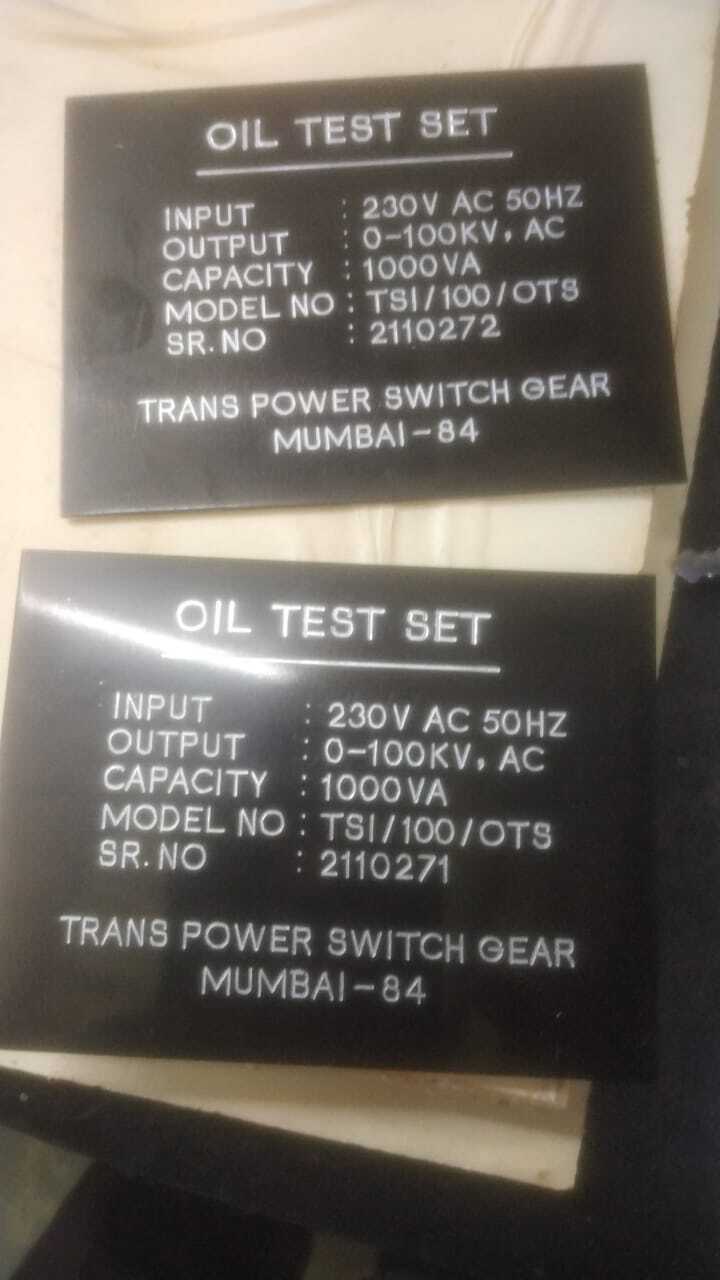 OIL TEST SET
INPUT : 230V AC 50HZ
OUTPUT : 0-100KV, AC
CAPACITY : 1000VA
MODEL NO : TSI/100/OTS
SR. NO : 2110272
TRANS POWER SWITCH GEAR
MUMBAI-84
OIL TEST SET
INPUT : 230V AC 50HZ
OUTPUT : 0-100KV, AC
CAPACITY : 1000VA
MODEL NO : TSI/100/OTS
SR. NO : 2110271
TRANS POWER SWITCH GEAR
MUMBAI-84